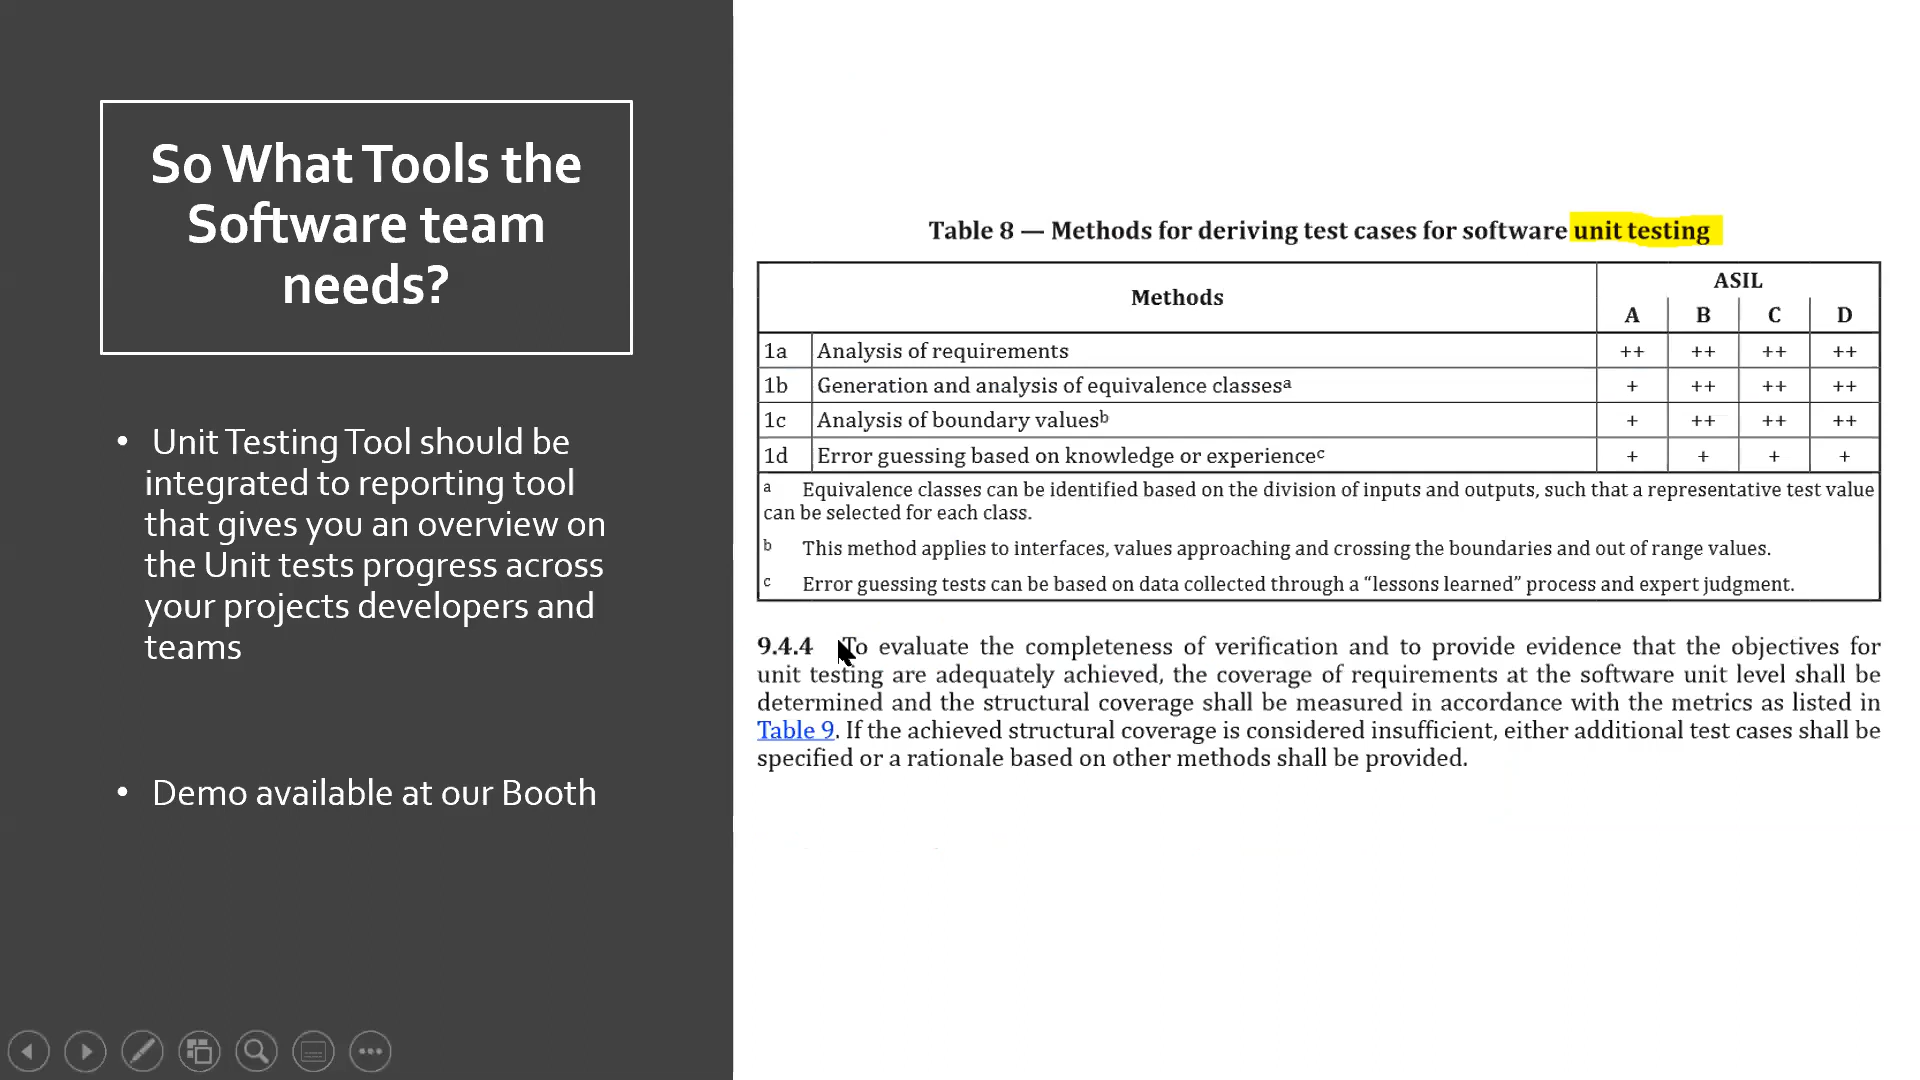 So What Tools the
Software team
needs?
• Unit Testing Tool should be
integrated to reporting tool
that gives you an overview on
the Unit tests progress across
your projects developers and
teams
• Demo available at our Booth
Table 8 — Methods for deriving test cases for software unit testing
Methods ASIL
A B C D
1a Analysis of requirements ++ ++ ++ ++
1b Generation and analysis of equivalence classesa + ++ ++ ++
1c Analysis of boundary valuesb + ++ ++ ++
1d Error guessing based on knowledge or experiencec + + + +
a Equivalence classes can be identified based on the division of inputs and outputs, such that a representative test value
can be selected for each class.
b This method applies to interfaces, values approaching and crossing the boundaries and out of range values.
c Error guessing tests can be based on data collected through a “lessons learned” process and expert judgment.
9.4.4 To evaluate the completeness of verification and to provide evidence that the objectives for
unit testing are adequately achieved, the coverage of requirements at the software unit level shall be
determined and the structural coverage shall be measured in accordance with the metrics as listed in
Table 9. If the achieved structural coverage is considered insufficient, either additional test cases shall be
specified or a rationale based on other methods shall be provided.